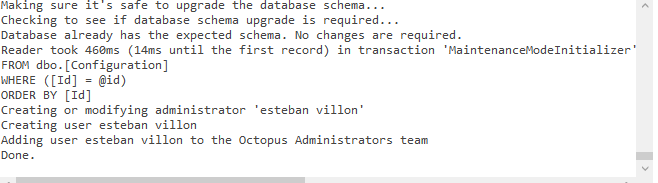 Making sure it's safe to upgrade the database schema...
Checking to see if database schema upgrade is required...
Database already has the expected schema. No changes are required.
Reader took 460ms (14ms until the first record) in transaction 'MaintenanceModeInitializer'
FROM dbo.[Configuration]
WHERE ([Id] = @id)
ORDER BY [Id]
Creating or modifying administrator 'esteban villon'
Creating user esteban villon
Adding user esteban villon to the Octopus Administrators team
Done.